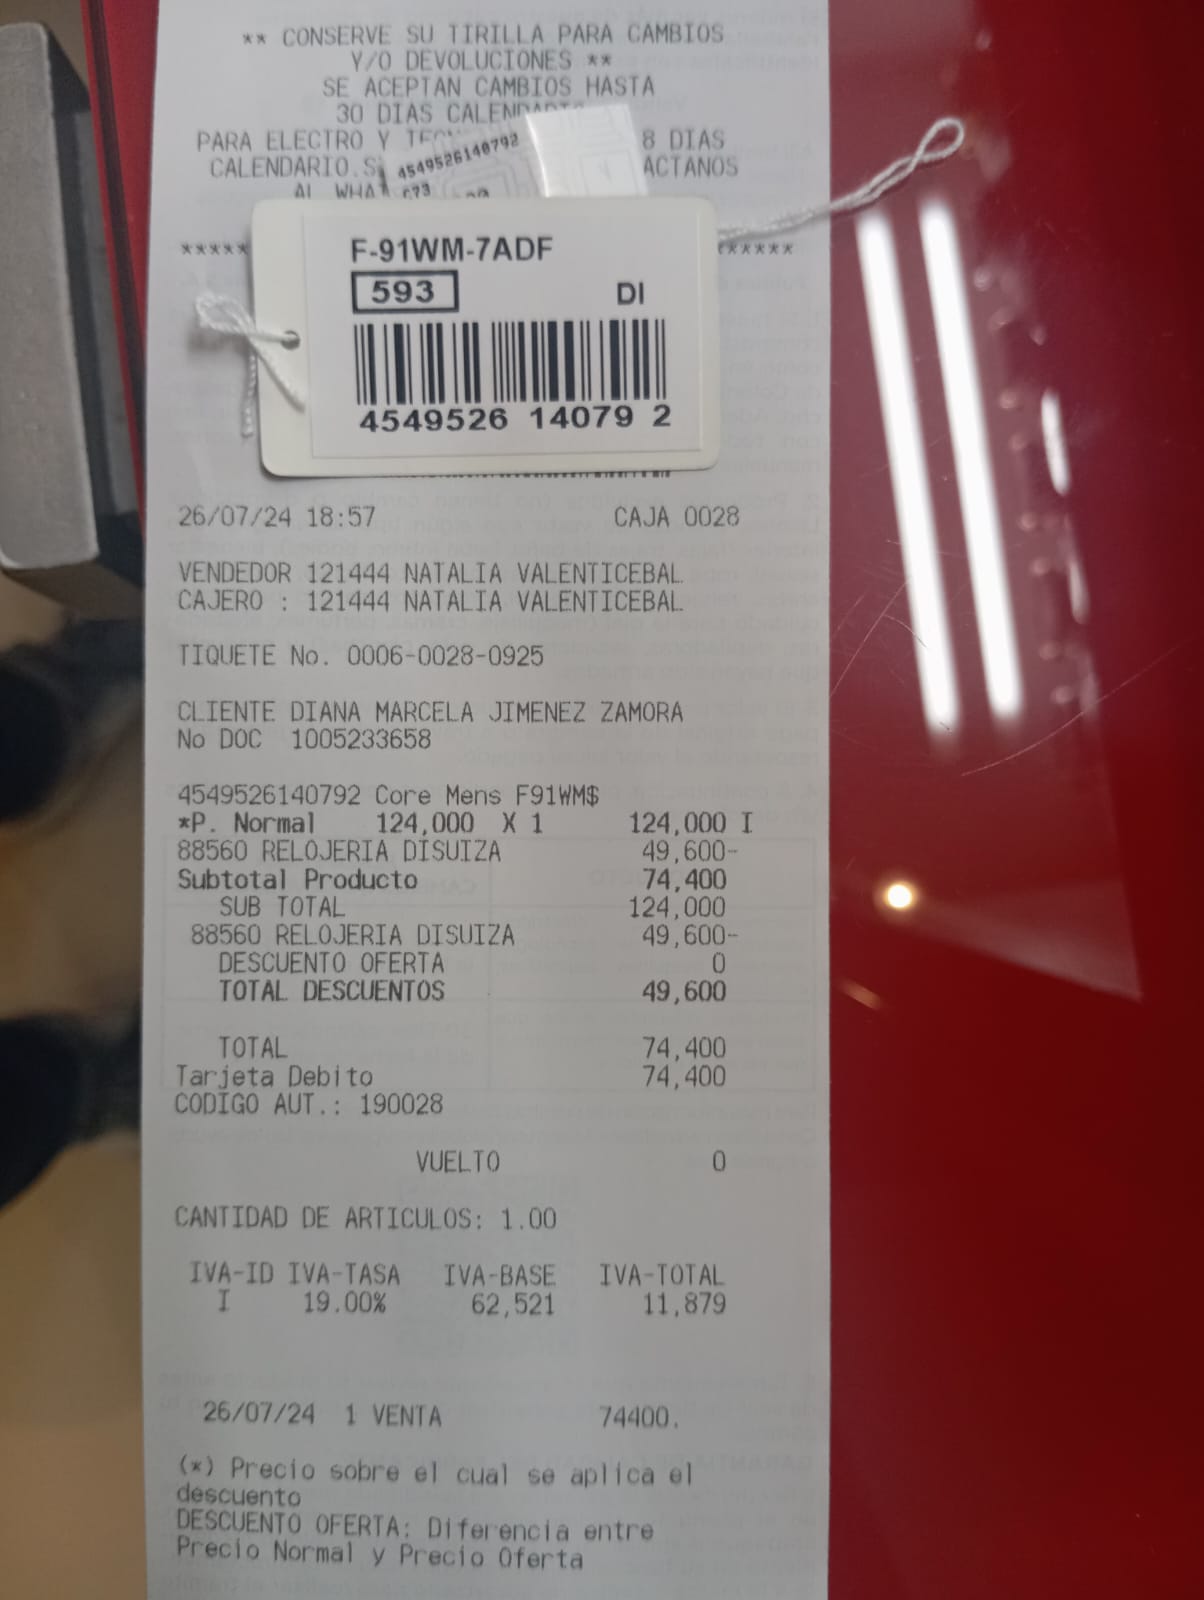 ** CONSERVE SU TIRILLA PARA CAMBIOS
Y/O DEVOLUCIONES **
SE ACEPTAN CAMBIOS HASTA
30 DIAS CALENDARIO
PARA ELECTRO Y 8 DIAS
CALENDARIO.
AL
4549526140792
F-91WM-7ADF
593 DI
4549526 14079 2
26/07/24 18:57 CAJA 0028
VENDEDOR 121444 NATALIA VALENTICEBAL
CAJERO : 121444 NATALIA VALENTICEBAL
TIQUETE No. 0006-0028-0925
CLIENTE DIANA MARCELA JIMENEZ ZAMORA
No DOC 1005233658
4549526140792 Core Mens F91WM$
*P. Normal 124,000 X 1 124,000 I
88560 RELOJERIA DISUIZA 49,600-
Subtotal Producto 74,400
SUB TOTAL 124,000
88560 RELOJERIA DISUIZA 49,600-
DESCUENTO OFERTA 0
TOTAL DESCUENTOS 49,600
TOTAL 74,400
Tarjeta Debito 74,400
CODIGO AUT.: 190028
VUELTO 0
CANTIDAD DE ARTICULOS: 1.00
IVA-ID IVA-TASA IVA-BASE IVA-TOTAL
I 19.00% 62,521 11,879
26/07/24 1 VENTA 74400.
(*) Precio sobre el cual se aplica el
descuento
DESCUENTO OFERTA: Diferencia entre
Precio Normal y Precio Oferta